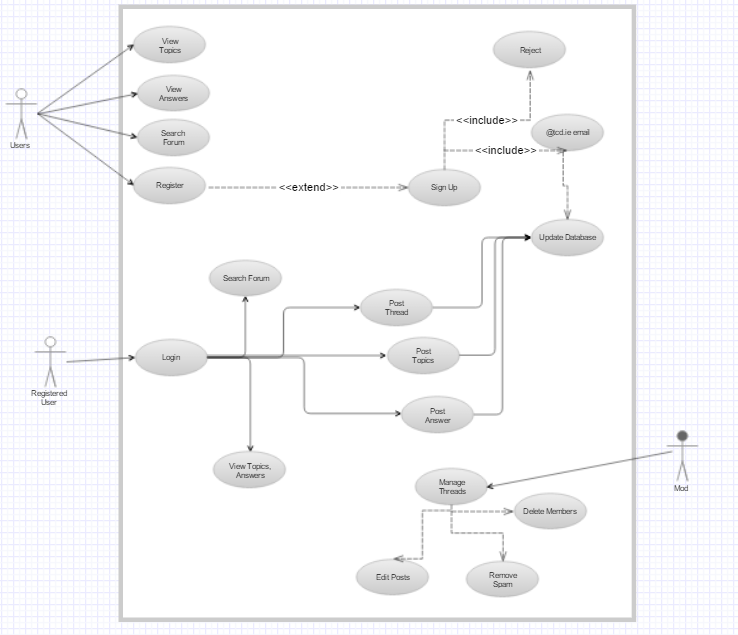 View
Topics
Reject
View
Answers
<<include>>
@tcd.ie email
Users
Search
Forum
<<include>>
Register
<<extend>>
Sign Up
Update Database
Search Forum
Post
Thread
Login
Post
Topics
Registered
User
Post
Answer
View Topics,
Answers
Manage
Threads
Mod
Delete Members
Edit Posts
Remove
Spam